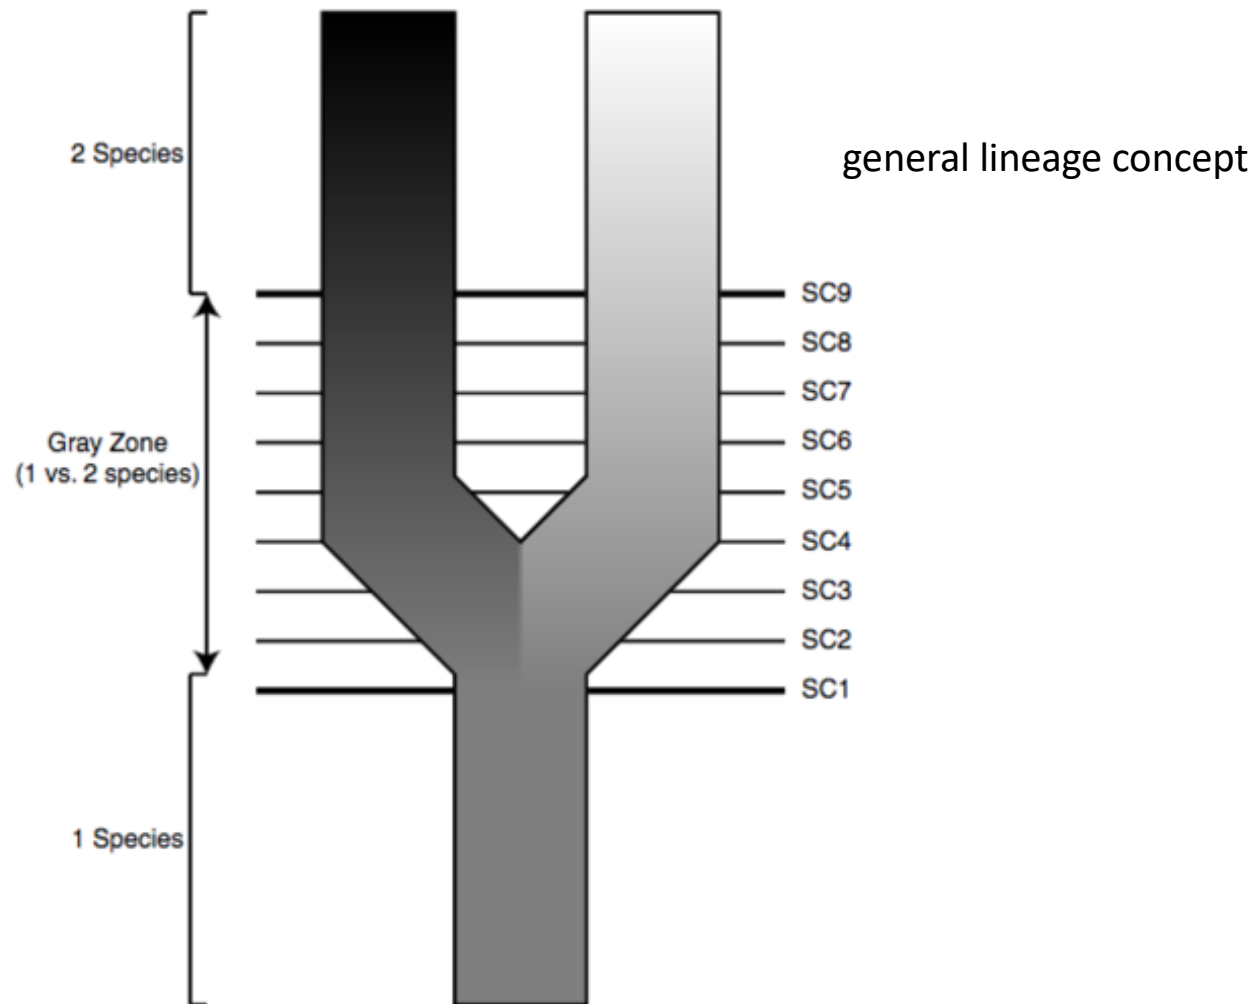 2 Species
general lineage concept
SC9
SC8
SC7
SC6
Gray Zone
(1 vs. 2 species)
SC5
SC4
SC3
SC2
SC1
1 Species